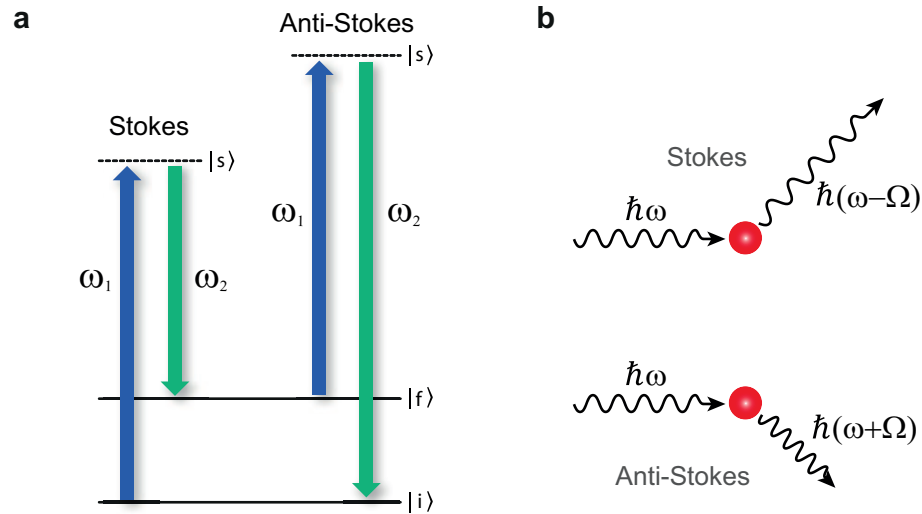 a
Anti-Stokes
|s⟩
Stokes
|s⟩
ω₁
ω₂
ω₁
ω₂
|f⟩
|i⟩
b
Stokes
ħω
ħ(ω−Ω)
ħω
ħ(ω+Ω)
Anti-Stokes